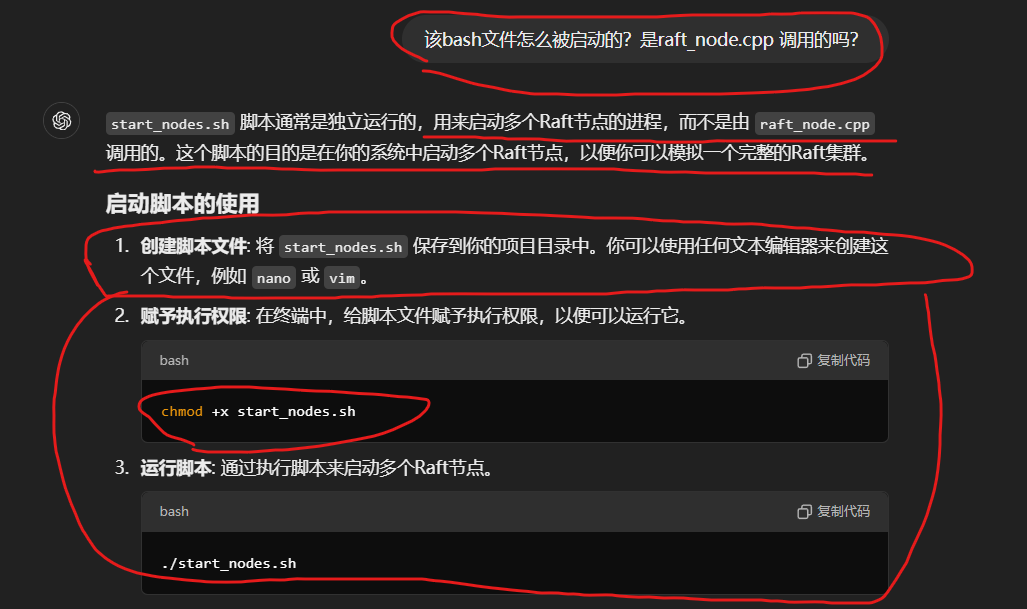 该bash文件怎么被启动的？是raft_node.cpp 调用的吗？
start_nodes.sh 脚本通常是独立运行的，用来启动多个Raft节点的进程，而不是由 raft_node.cpp
调用的。这个脚本的目的是在你的系统中启动多个Raft节点，以便你可以模拟一个完整的Raft集群。
启动脚本的使用
1. 创建脚本文件: 将 start_nodes.sh 保存到你的项目目录中。你可以使用任何文本编辑器来创建这
个文件，例如 nano 或 vim 。
2. 赋予执行权限: 在终端中，给脚本文件赋予执行权限，以便可以运行它。
bash 复制代码
chmod +x start_nodes.sh
3. 运行脚本: 通过执行脚本来启动多个Raft节点。
bash 复制代码
./start_nodes.sh